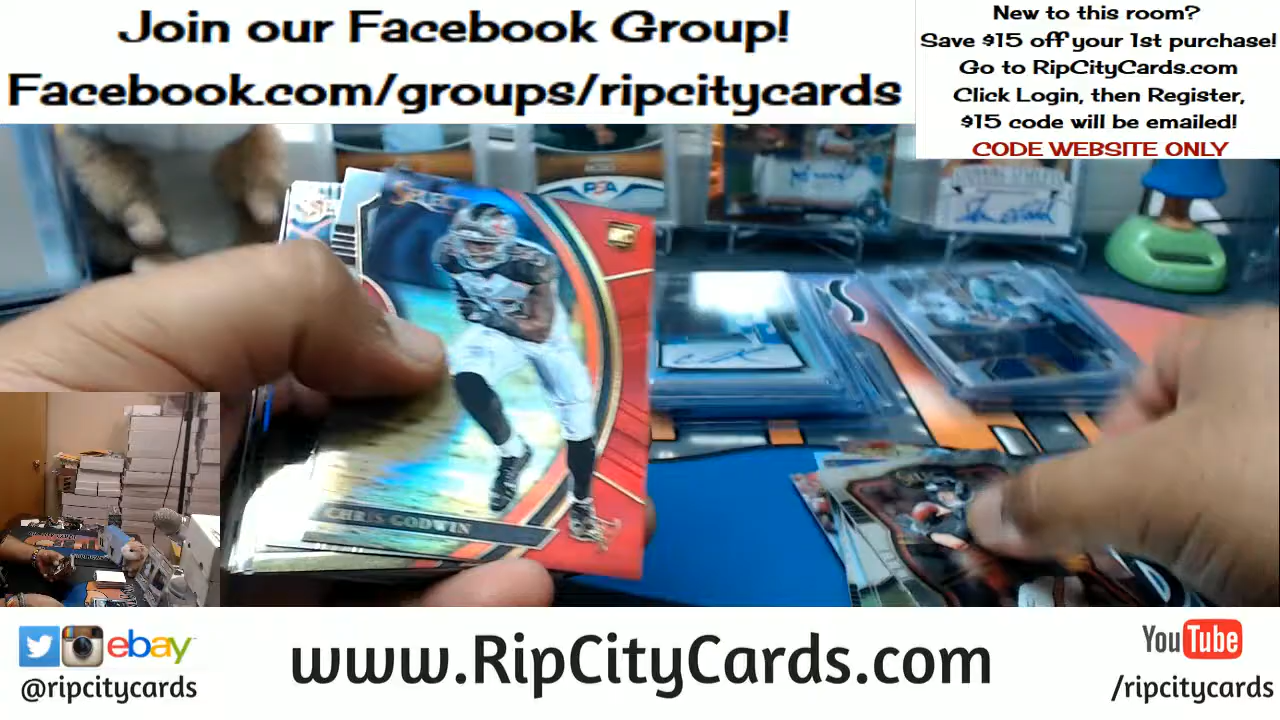 Join our Facebook Group!
Facebook.com/groups/ripcitycards
New to this room?
Save $15 off your 1st purchase!
Go to RipCityCards.com
Click Login, then Register,
$15 code will be emailed!
CODE WEBSITE ONLY
PSA
SELECT
CHRIS GODWIN
ebay
@ripcitycards
www.RipCityCards.com
YouTube
/ripcitycards